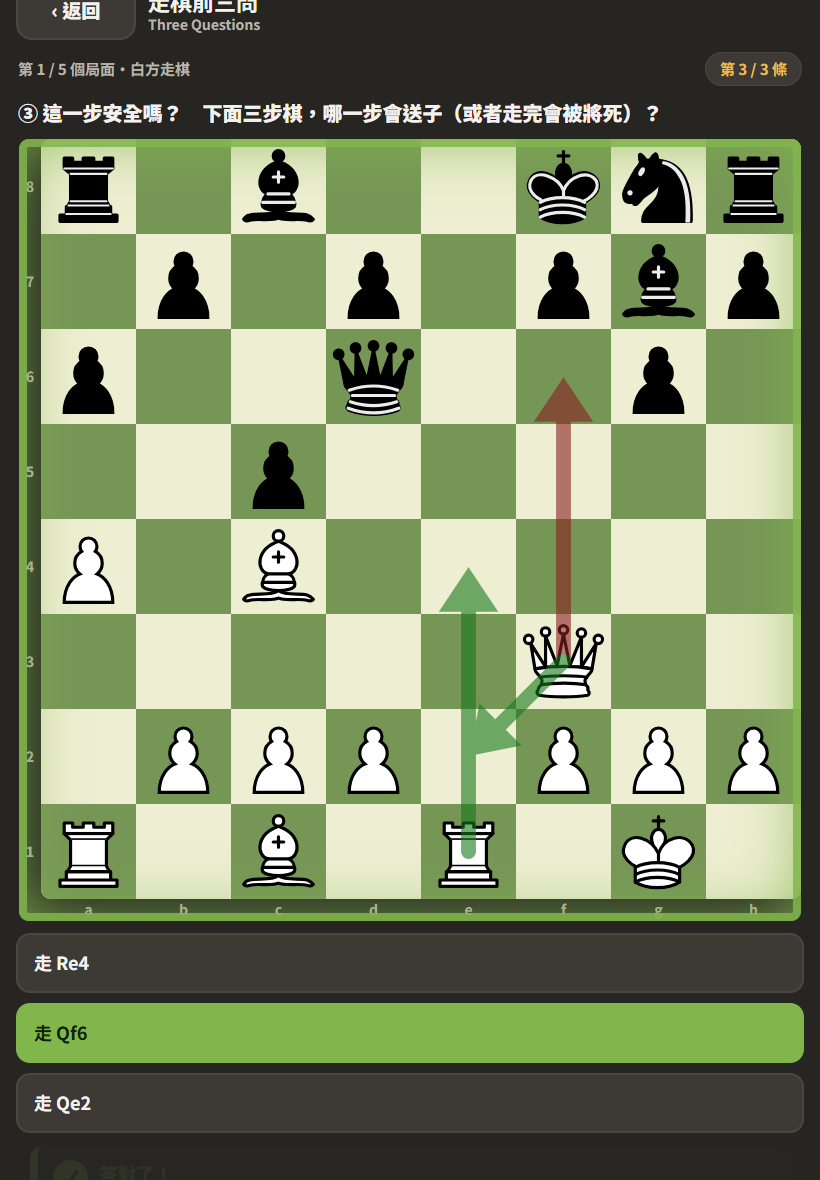 ‹ 返回
走棋前三問
Three Questions
第 1 / 5 個局面・白方走棋
第 3 / 3 條
③ 這一步安全嗎？　下面三步棋，哪一步會送子（或者走完會被將死）？
8
7
6
5
4
3
2
1
a b c d e f g h
走 Re4
走 Qf6
走 Qe2
答對了！